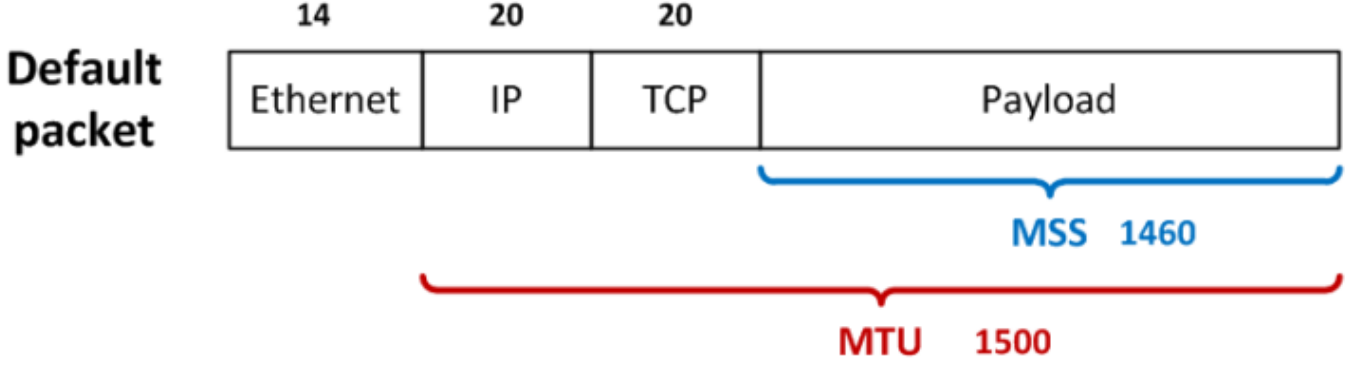 14 20 20
Default
packet
Ethernet IP TCP Payload
MSS 1460
MTU 1500